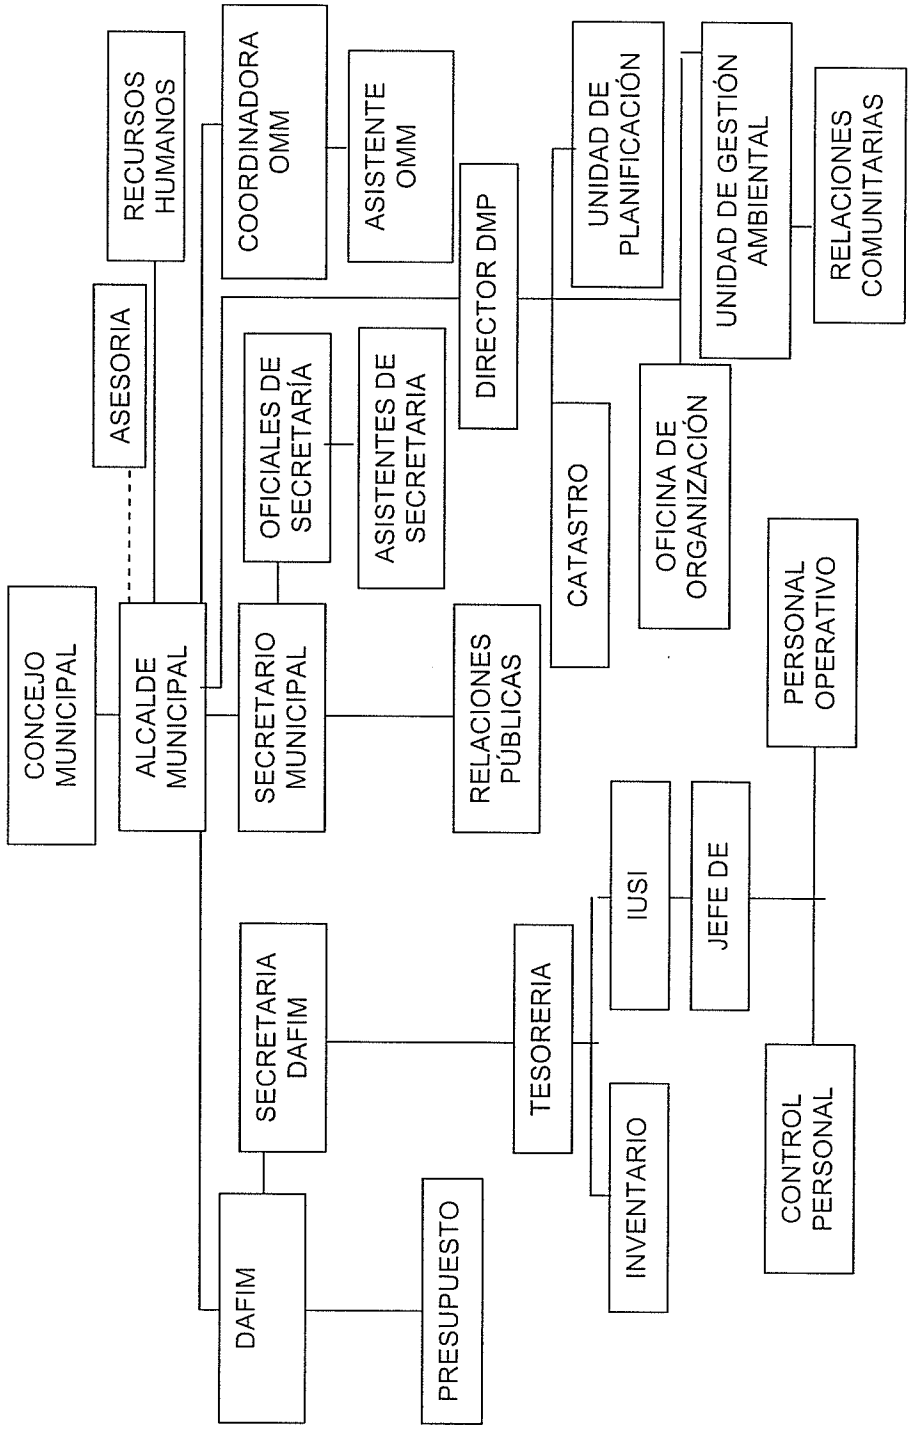 CONCEJO
MUNICIPAL
ALCALDE
MUNICIPAL
ASESORIA
RECURSOS
HUMANOS
DAFIM
SECRETARIA
DAFIM
SECRETARIO
MUNICIPAL
OFICIALES DE
SECRETARÍA
COORDINADORA
OMM
ASISTENTES DE
SECRETARIA
ASISTENTE
OMM
PRESUPUESTO
RELACIONES
PÚBLICAS
DIRECTOR DMP
TESORERIA
CATASTRO
UNIDAD DE
PLANIFICACIÓN
INVENTARIO
IUSI
OFICINA DE
ORGANIZACIÓN
UNIDAD DE GESTIÓN
AMBIENTAL
JEFE DE
CONTROL
PERSONAL
PERSONAL
OPERATIVO
RELACIONES
COMUNITARIAS